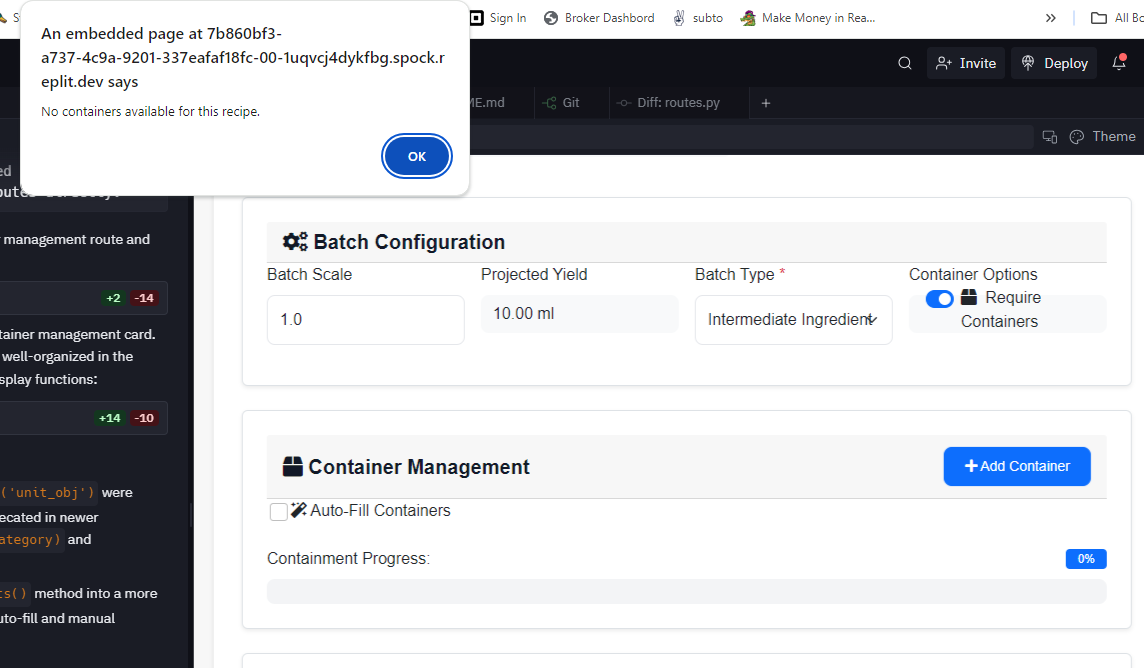 Sign In
Broker Dashbord
subto
Make Money in Rea...
All Bo
An embedded page at 7b860bf3-
a737-4c9a-9201-337eafaf18fc-00-1uqvcj4dykfbg.spock.r
eplit.dev says
No containers available for this recipe.
OK
Invite
Deploy
ME.md
Git
Diff: routes.py
+
Theme
ed
management route and
+2 -14
tainer management card.
well-organized in the
splay functions:
+14 -10
('unit_obj') were
ecated in newer
ategory) and
ts() method into a more
uto-fill and manual
Batch Configuration
Batch Scale
1.0
Projected Yield
10.00 ml
Batch Type *
Intermediate Ingredient
Container Options
Require
Containers
Container Management
+ Add Container
Auto-Fill Containers
Containment Progress:
0%